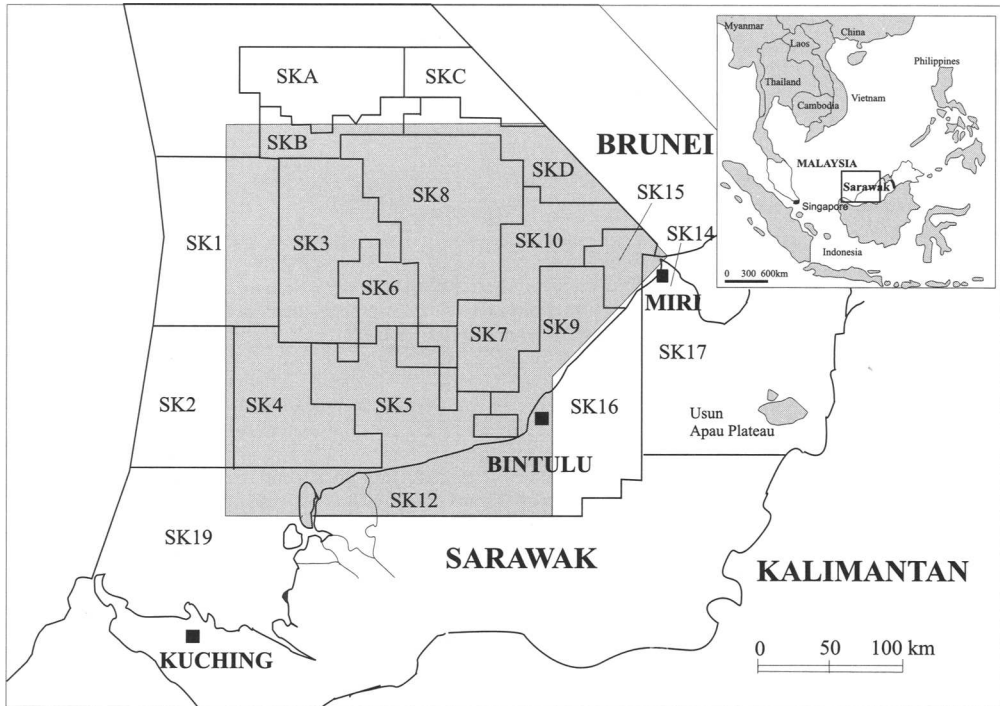 SKA
SKC
SKB
SKD
BRUNEI
SK8
SK15
SK1
SK3
SK10
SK14
SK6
MIRI
SK7
SK9
SK17
SK2
SK4
SK5
SK16
Usun
Apau Plateau
BINTULU
SK12
SK19
SARAWAK
KALIMANTAN
KUCHING
0 50 100 km
Myanmar
China
Laos
Philippines
Thailand
Vietnam
Cambodia
MALAYSIA
Sarawak
Singapore
Indonesia
0 300 600km